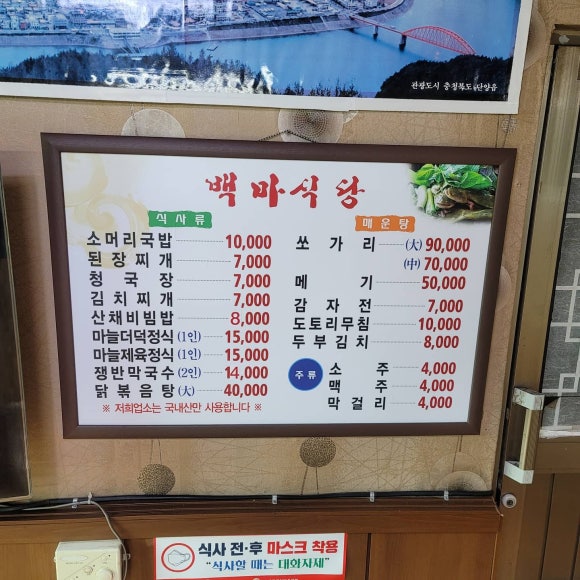 관광도시 충청북도 단양읍
백마식당
식사류
소머리국밥 10,000
된장찌개 7,000
청국장 7,000
김치찌개 7,000
산채비빔밥 8,000
마늘더덕정식 (1인) 15,000
마늘제육정식 (1인) 15,000
쟁반막국수 (2인) 14,000
닭볶음탕 (大) 40,000
※ 저희업소는 국내산만 사용합니다 ※
매운탕
쏘가리 (大) 90,000
(中) 70,000
메기 50,000
감자전 7,000
도토리무침 10,000
두부김치 8,000
주류
소주 4,000
맥주 4,000
막걸리 4,000
식사 전·후 마스크 착용
"식사할 때는 대화자제"